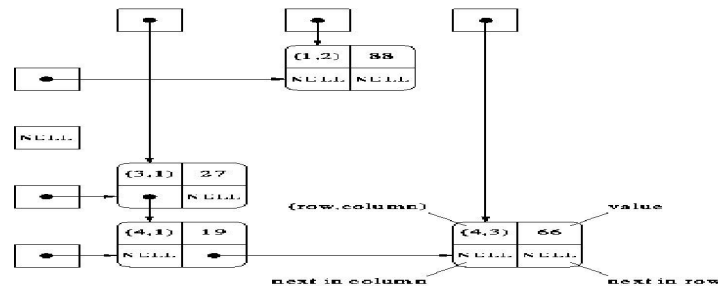 (1,2) 88
NULL NULL
NULL
(3,1) 27
NULL
(row,column) value
(4,1) 19 (4,3) 66
NULL NULL NULL
next in column next in row